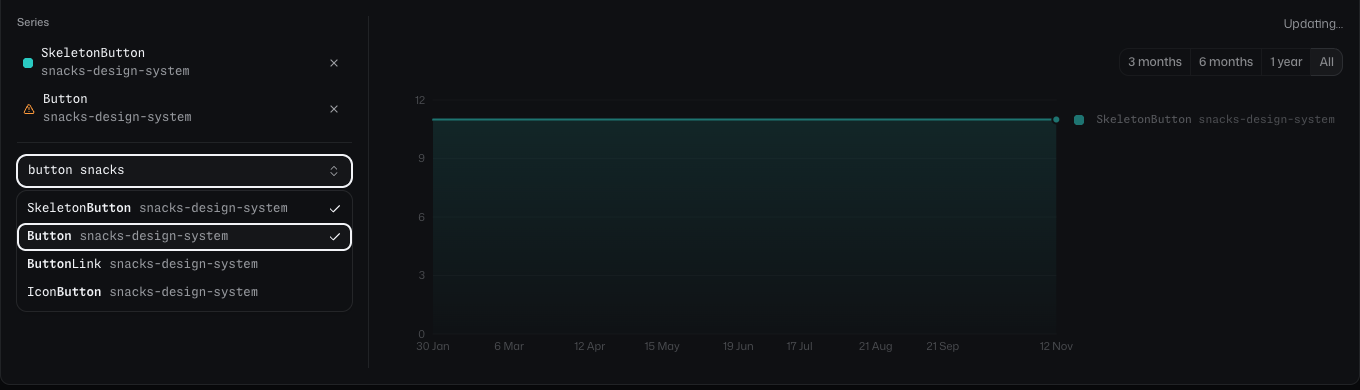 Series
SkeletonButton
snacks-design-system
Button
snacks-design-system
button snacks
SkeletonButton snacks-design-system
Button snacks-design-system
ButtonLink snacks-design-system
IconButton snacks-design-system
Updating…
3 months 6 months 1 year All
12
9
6
3
0
30 Jan 6 Mar 12 Apr 15 May 19 Jun 17 Jul 21 Aug 21 Sep 12 Nov
SkeletonButton snacks-design-system